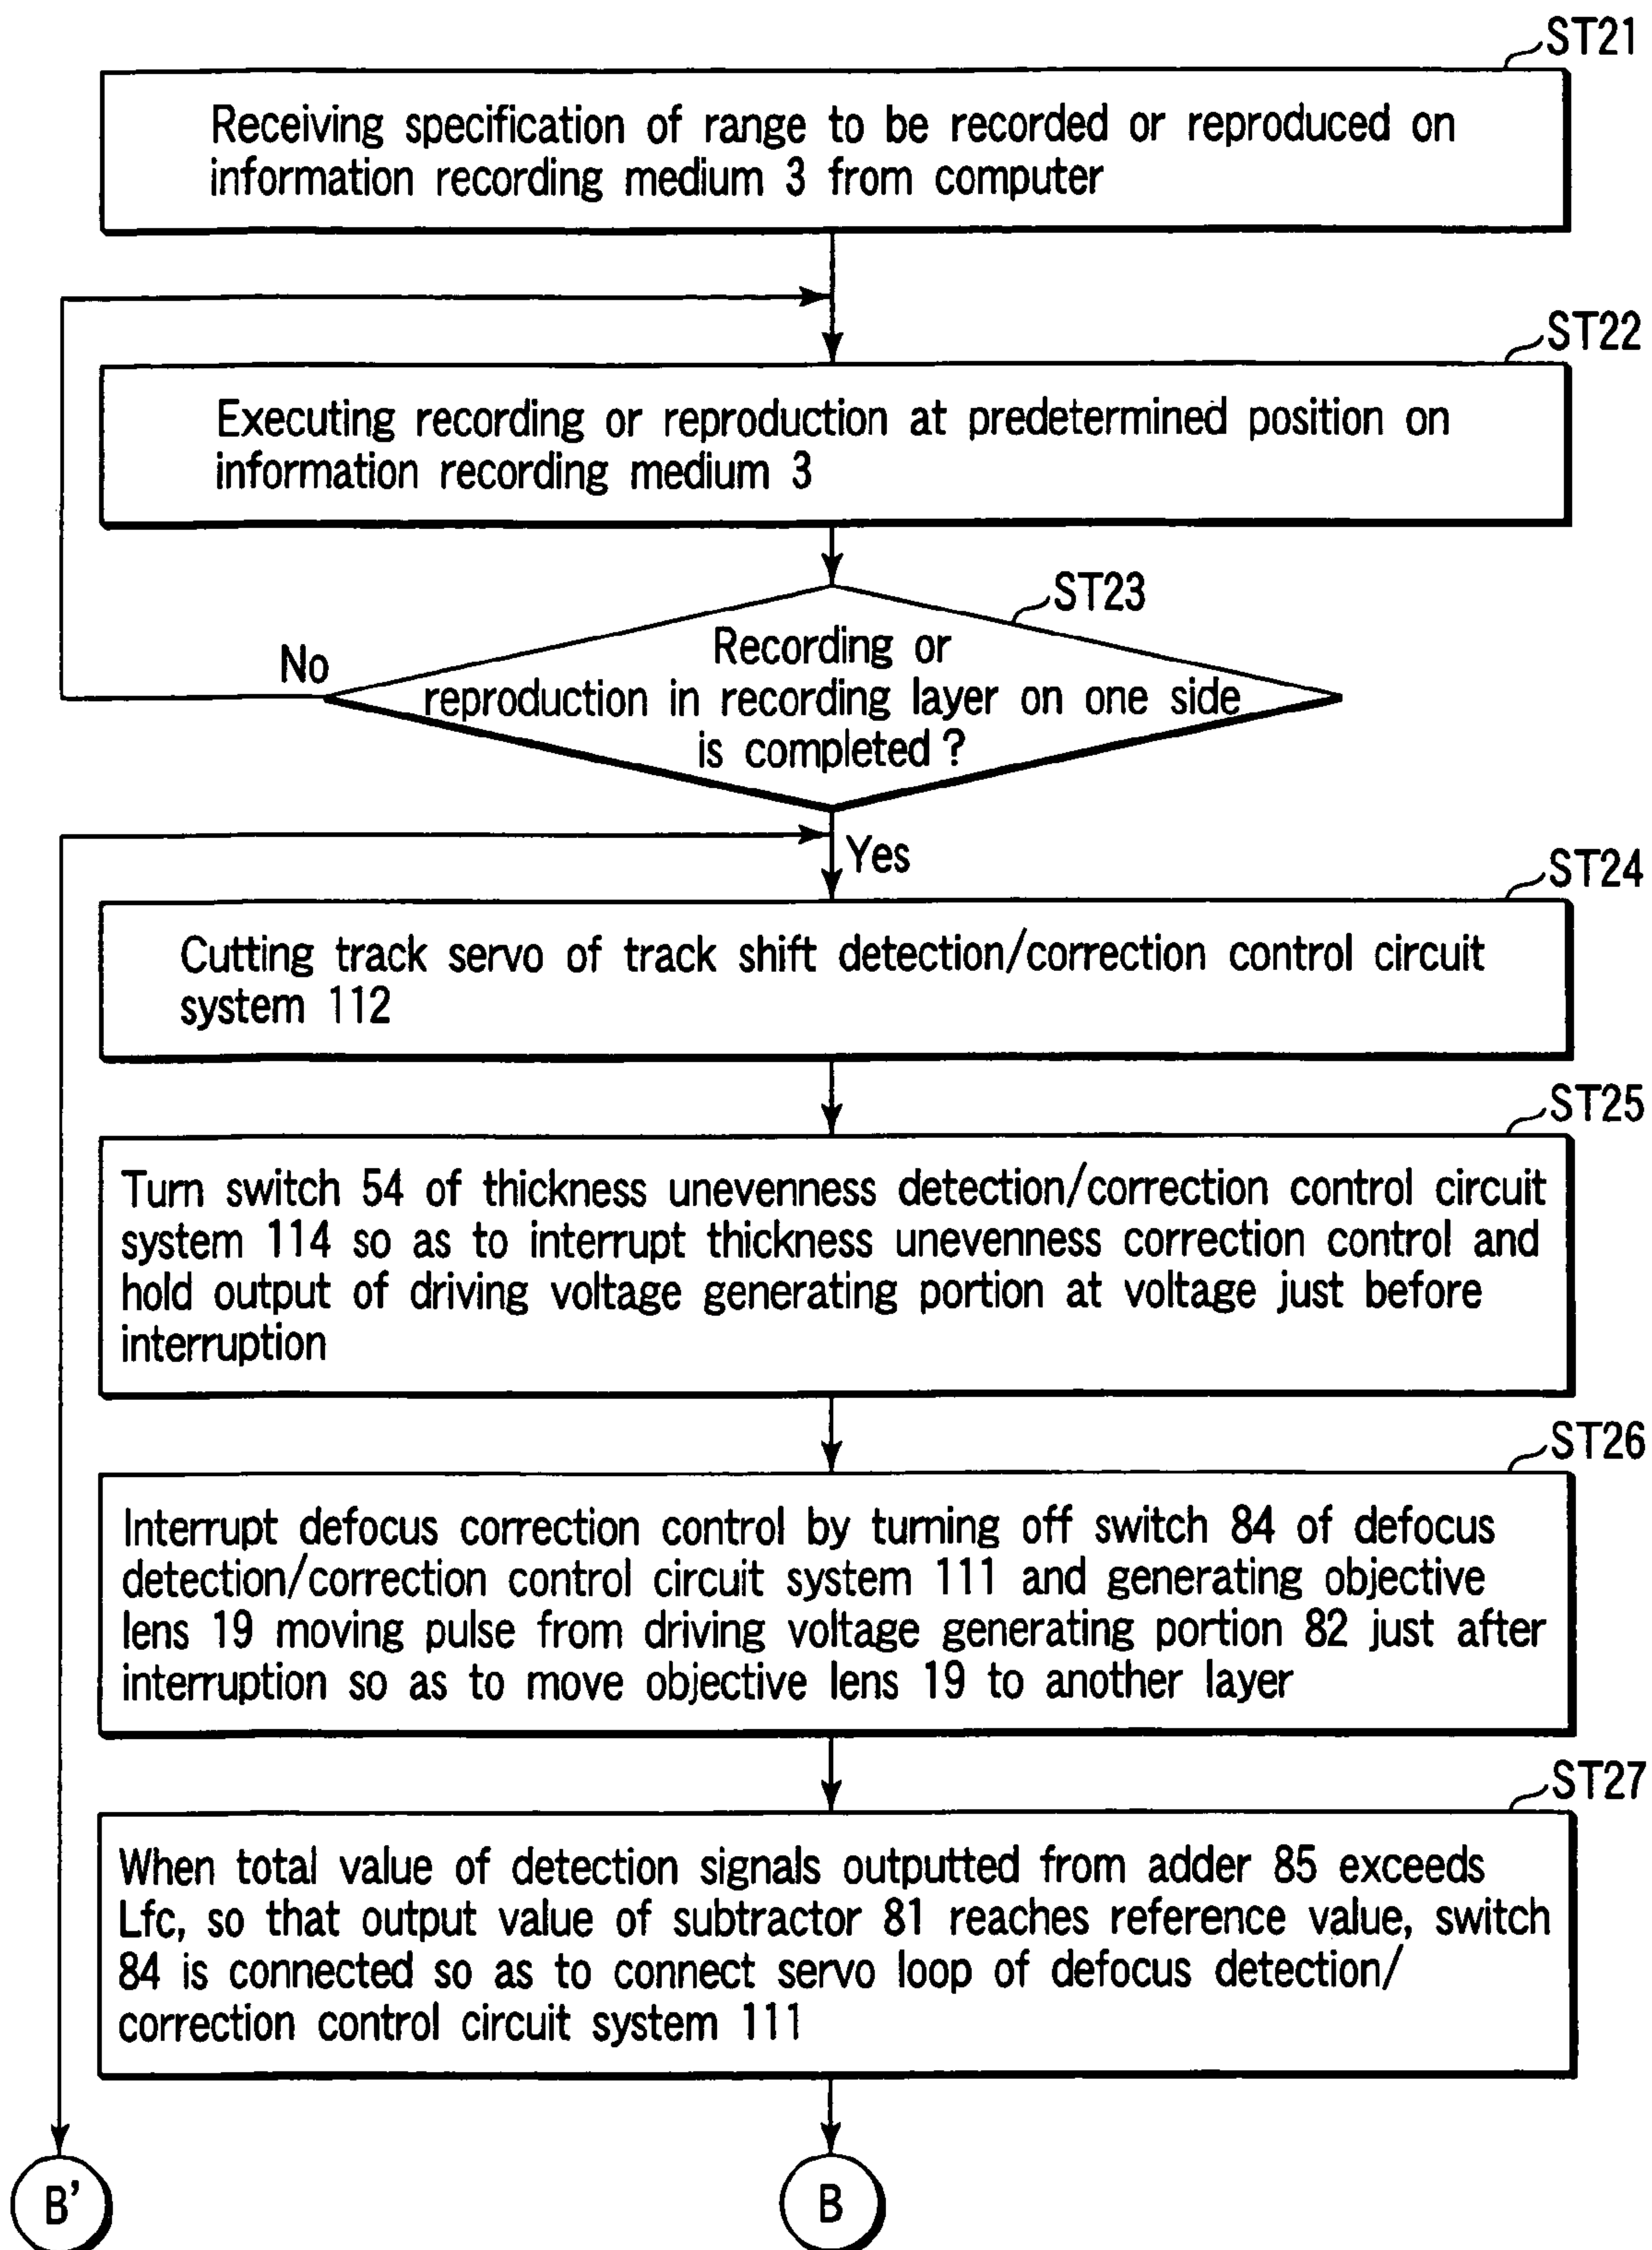 ST21
Receiving specification of range to be recorded or reproduced on
information recording medium 3 from computer
ST22
Executing recording or reproduction at predetermined position on
information recording medium 3
ST23
Recording or
reproduction in recording layer on one side
is completed ?
No
Yes
ST24
Cutting track servo of track shift detection/correction control circuit
system 112
ST25
Turn switch 54 of thickness unevenness detection/correction control circuit
system 114 so as to interrupt thickness unevenness correction control and
hold output of driving voltage generating portion at voltage just before
interruption
ST26
Interrupt defocus correction control by turning off switch 84 of defocus
detection/correction control circuit system 111 and generating objective
lens 19 moving pulse from driving voltage generating portion 82 just after
interruption so as to move objective lens 19 to another layer
ST27
When total value of detection signals outputted from adder 85 exceeds
Lfc, so that output value of subtractor 81 reaches reference value, switch
84 is connected so as to connect servo loop of defocus detection/
correction control circuit system 111
B'
B